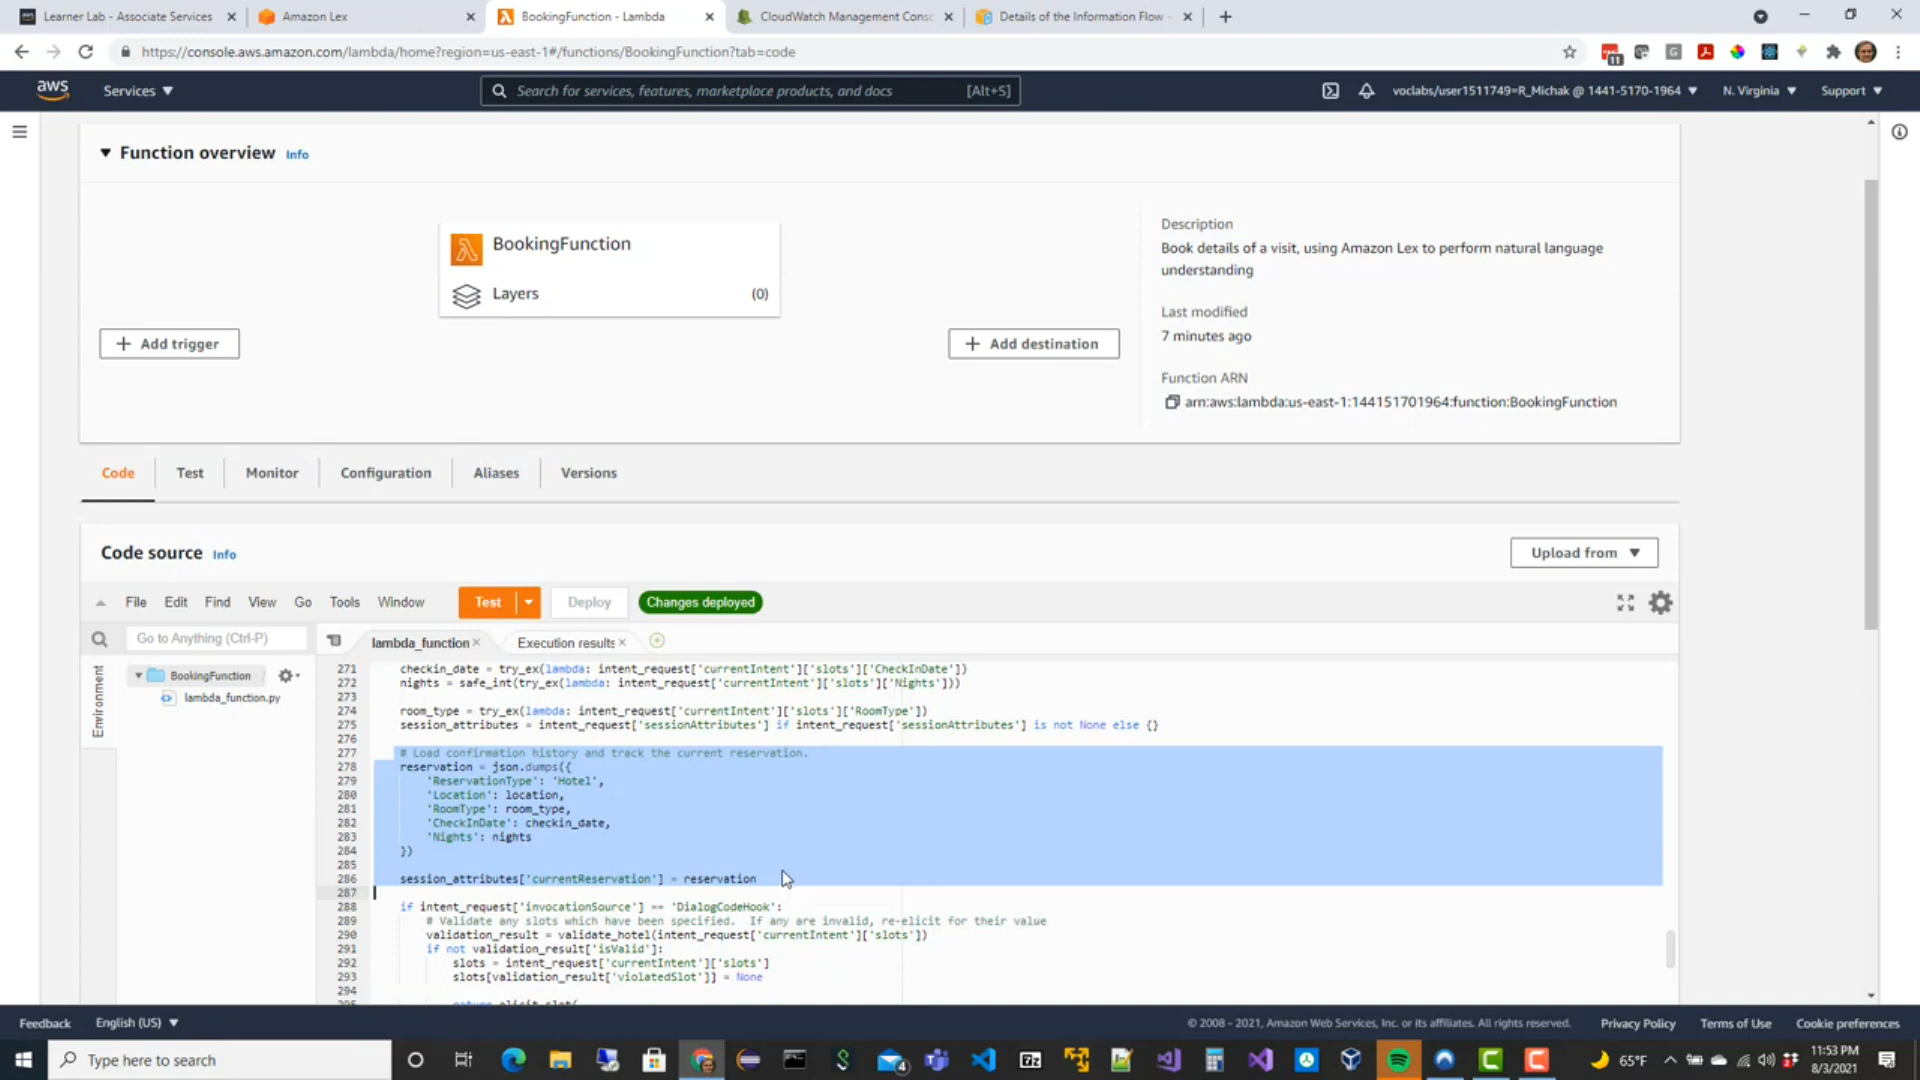 Learner Lab - Associate Services
Amazon Lex
BookingFunction - Lambda
CloudWatch Management Consc
Details of the Information Flow -
https://console.aws.amazon.com/lambda/home?region=us-east-1#/functions/BookingFunction?tab=code
11
aws
Services
Search for services, features, marketplace products, and docs
[Alt+S]
voclabs/user1511749=R_Michak @ 1441-5170-1964
N. Virginia
Support
Function overview Info
BookingFunction
Layers
(0)
Add trigger
Add destination
Description
Book details of a visit, using Amazon Lex to perform natural language
understanding
Last modified
7 minutes ago
Function ARN
arn:aws:lambda:us-east-1:144151701964:function:BookingFunction
Code
Test
Monitor
Configuration
Aliases
Versions
Code source Info
Upload from
File Edit Find View Go Tools Window
Test
Deploy
Changes deployed
Go to Anything (Ctrl-P)
lambda_function
Execution results
Environment
BookingFunction
lambda_function.py
271 checkin_date = try_ex(lambda: intent_request['currentIntent']['slots']['CheckInDate'])
272 nights = safe_int(try_ex(lambda: intent_request['currentIntent']['slots']['Nights']))
273
274 room_type = try_ex(lambda: intent_request['currentIntent']['slots']['RoomType'])
275 session_attributes = intent_request['sessionAttributes'] if intent_request['sessionAttributes'] is not None else {}
276
277 # Load confirmation history and track the current reservation.
278 reservation = json.dumps({
279 'ReservationType': 'Hotel',
280 'Location': location,
281 'RoomType': room_type,
282 'CheckInDate': checkin_date,
283 'Nights': nights
284 })
285
286 session_attributes['currentReservation'] = reservation
287
288 if intent_request['invocationSource'] == 'DialogCodeHook':
289 # Validate any slots which have been specified. If any are invalid, re-elicit for their value
290 validation_result = validate_hotel(intent_request['currentIntent']['slots'])
291 if not validation_result['isValid']:
292 slots = intent_request['currentIntent']['slots']
293 slots[validation_result['violatedSlot']] = None
294
Feedback
English (US)
© 2008 - 2021, Amazon Web Services, Inc. or its affiliates. All rights reserved.
Privacy Policy
Terms of Use
Cookie preferences
Type here to search
65°F
11:53 PM
8/3/2021